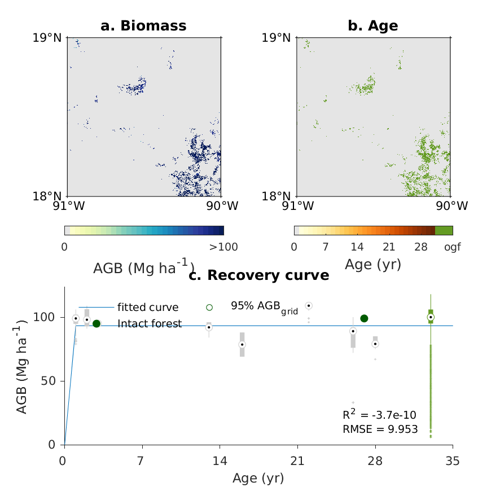 a. Biomass
b. Age
19°N
18°N
91°W
90°W
19°N
18°N
91°W
90°W
0
>100
AGB (Mg ha⁻¹)
0
7
14
21
28
ogf
Age (yr)
c. Recovery curve
fitted curve
95% AGB_grid
Intact forest
100
50
0
AGB (Mg ha⁻¹)
R² = -3.7e-10
RMSE = 9.953
0
7
14
21
28
35
Age (yr)